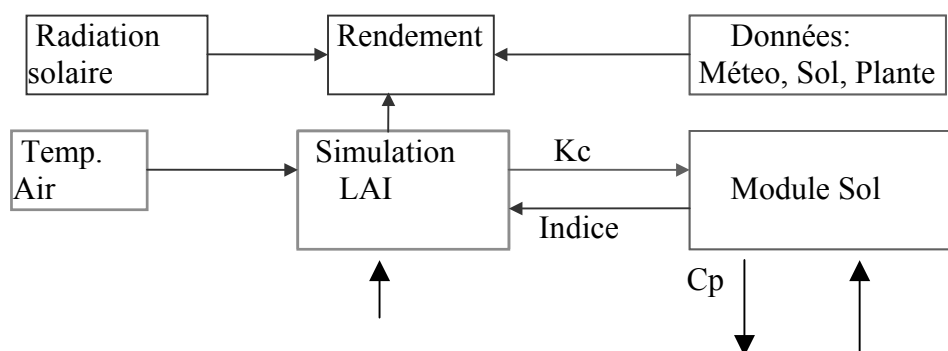 Radiation
solaire
Rendement
Données:
Méteo, Sol, Plante
Temp.
Air
Simulation
LAI
Kc
Indice
Module Sol
Cp